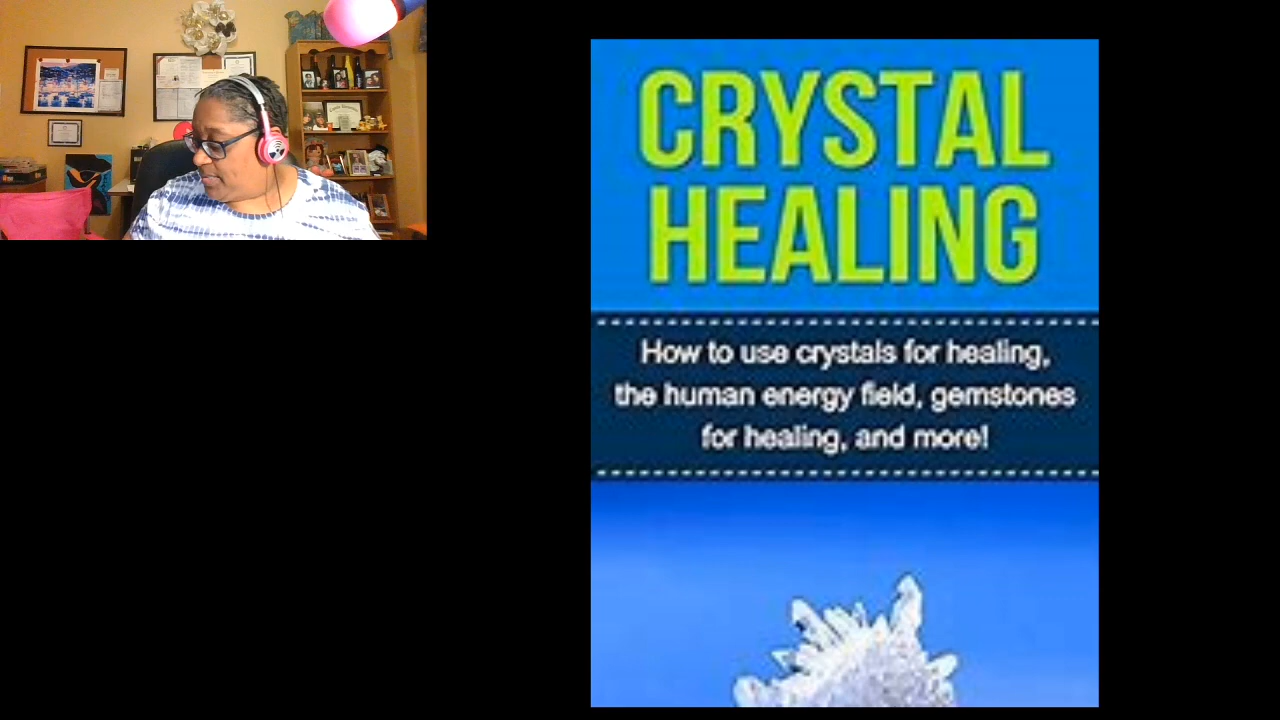 CRYSTAL
HEALING
How to use crystals for healing,
the human energy field, gemstones
for healing, and more!